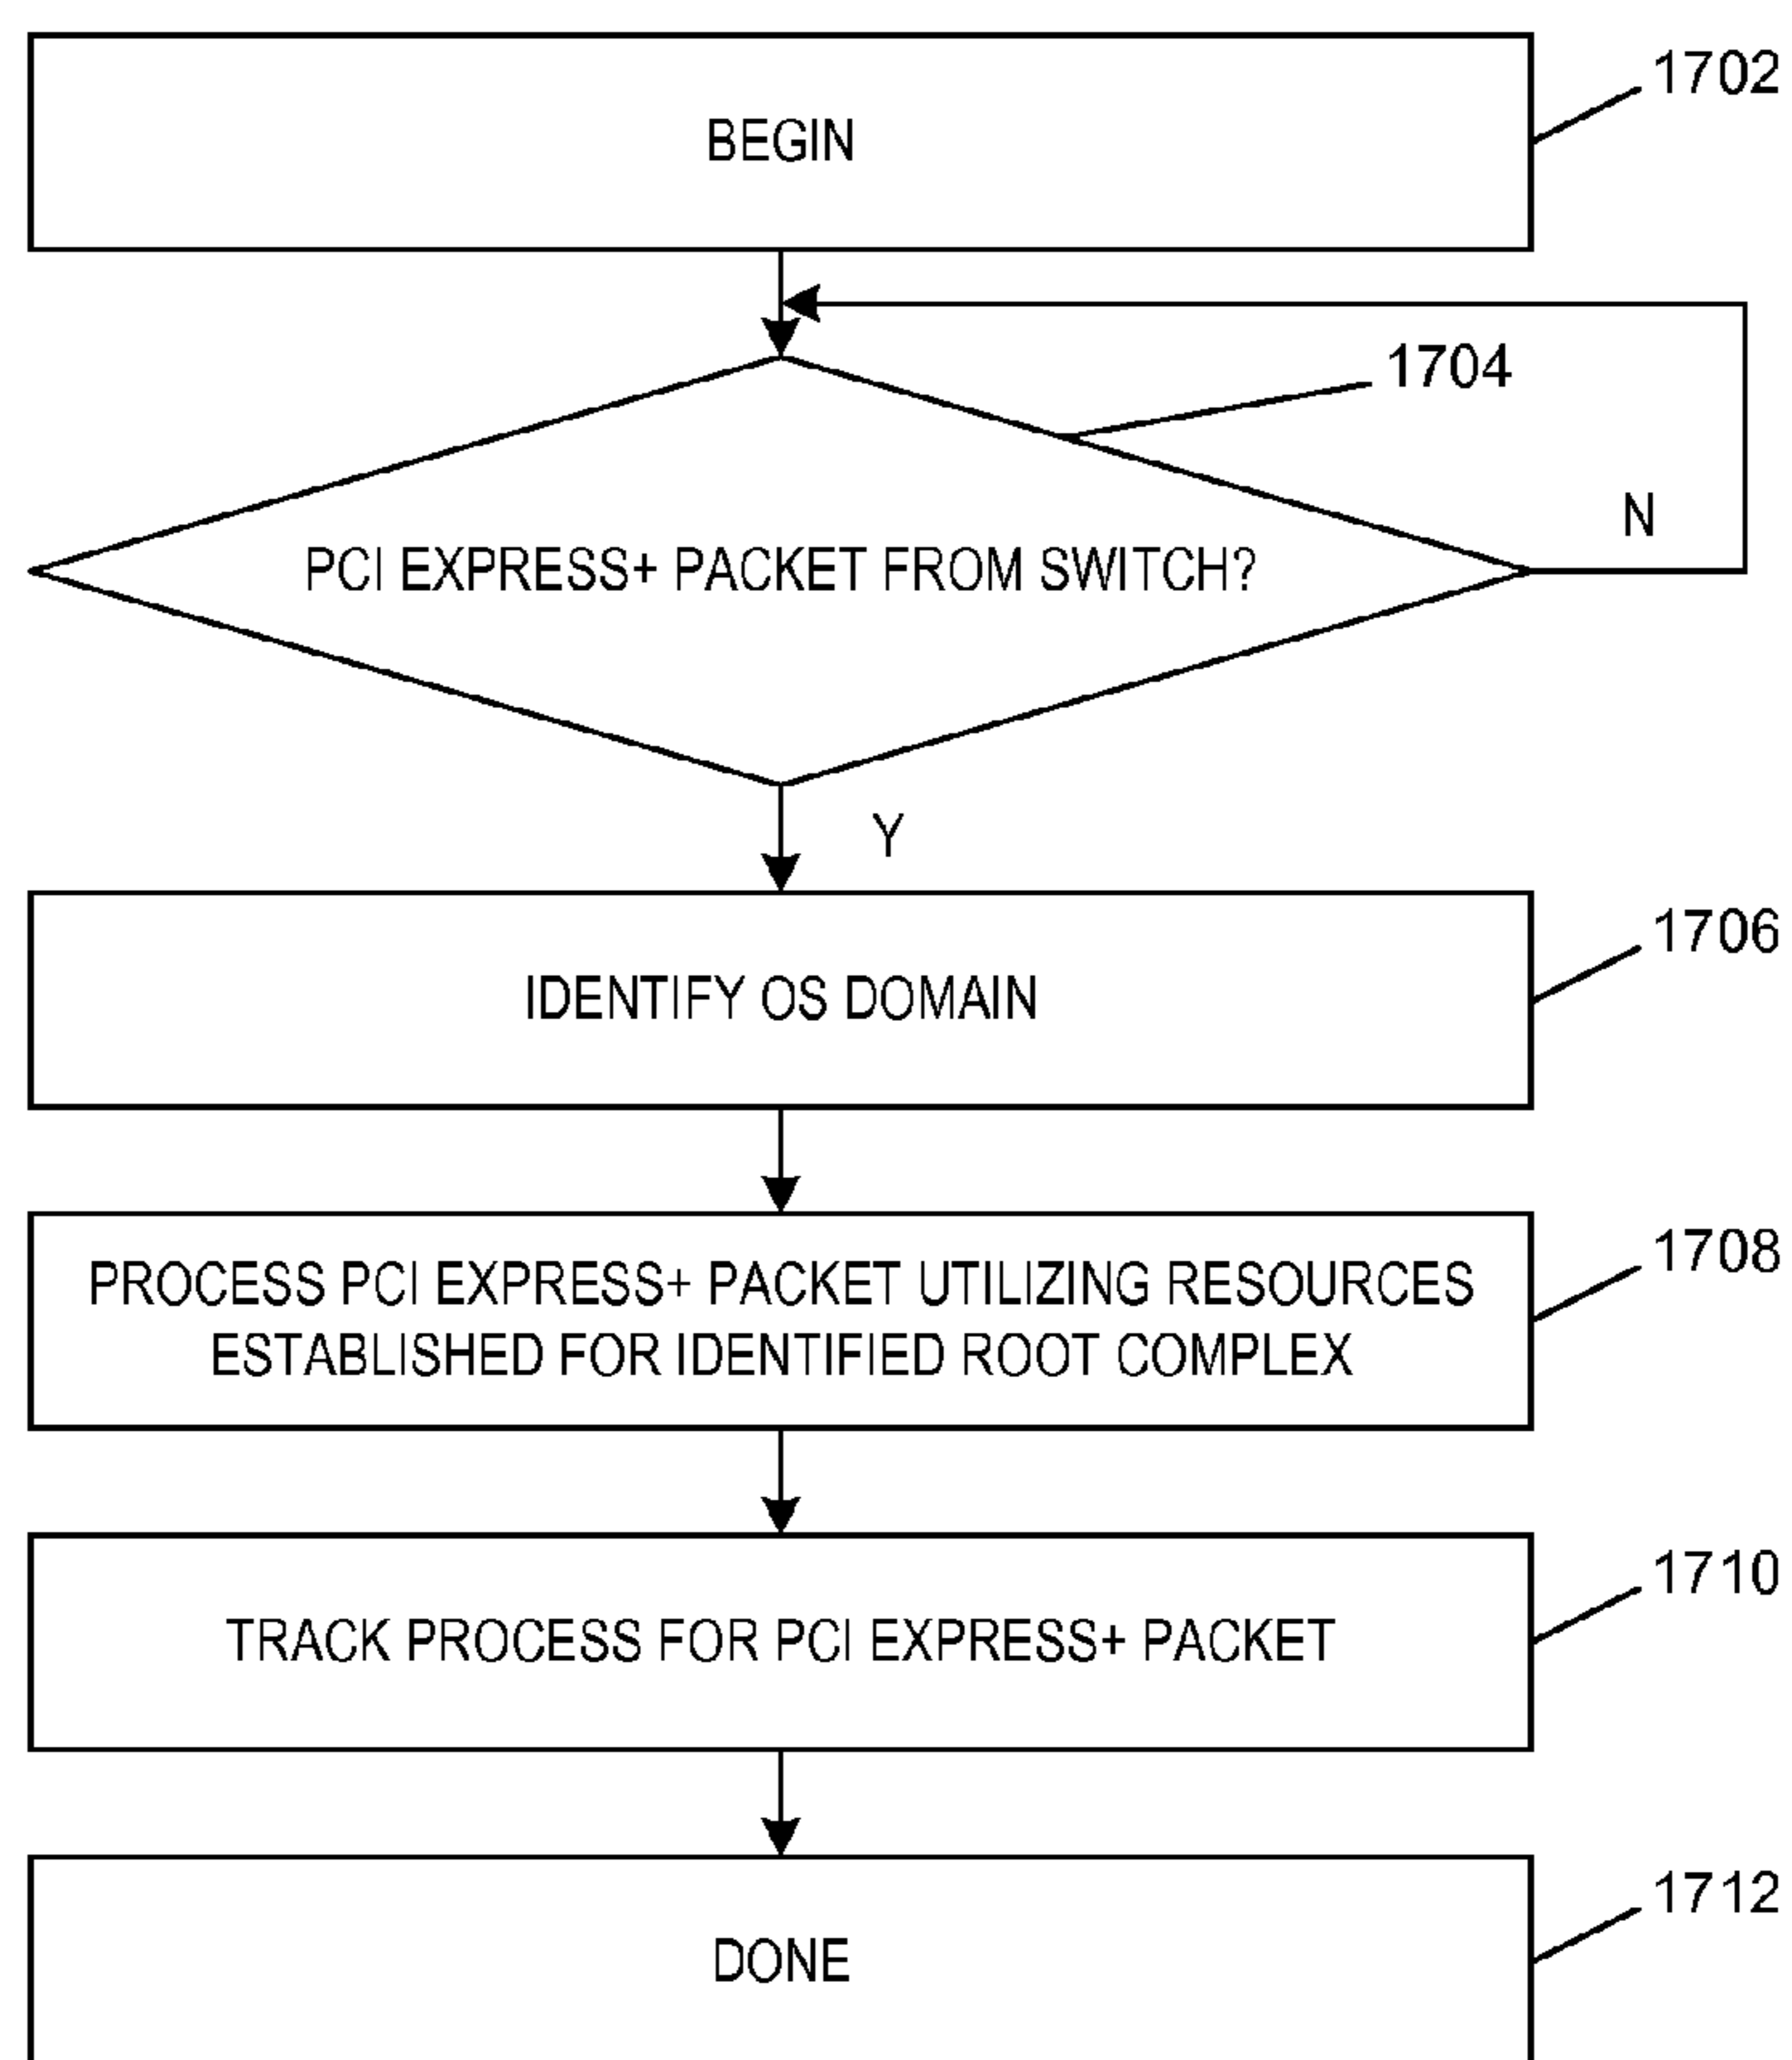 BEGIN
1702
1704
PCI EXPRESS+ PACKET FROM SWITCH?
N
Y
IDENTIFY OS DOMAIN
1706
PROCESS PCI EXPRESS+ PACKET UTILIZING RESOURCES
ESTABLISHED FOR IDENTIFIED ROOT COMPLEX
1708
TRACK PROCESS FOR PCI EXPRESS+ PACKET
1710
DONE
1712